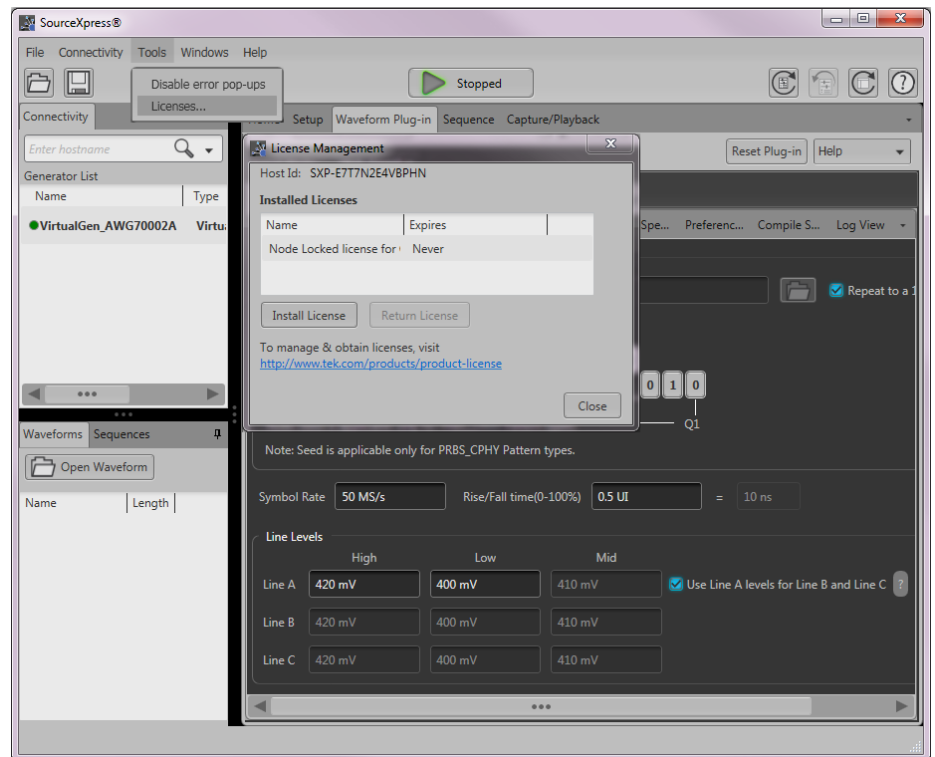 SourceXpress®
File Connectivity Tools Windows Help
Disable error pop-ups
Licenses...
Stopped
Connectivity
Setup Waveform Plug-in Sequence Capture/Playback
Enter hostname
License Management
Reset Plug-in Help
Generator List
Name Type
VirtualGen_AWG70002A Virtu
Host Id: SXP-E7T7N2E4VBPHN
Installed Licenses
Name Expires
Node Locked license for Never
Spe... Preferenc... Compile S... Log View
Repeat to a 1
Install License Return License
To manage & obtain licenses, visit
http://www.tek.com/products/product-license
0 1 0
Close
Q1
Waveforms Sequences
Open Waveform
Name Length
Note: Seed is applicable only for PRBS_CPHY Pattern types.
Symbol Rate 50 MS/s Rise/Fall time(0-100%) 0.5 UI = 10 ns
Line Levels
High Low Mid
Line A 420 mV 400 mV 410 mV Use Line A levels for Line B and Line C ?
Line B 420 mV 400 mV 410 mV
Line C 420 mV 400 mV 410 mV